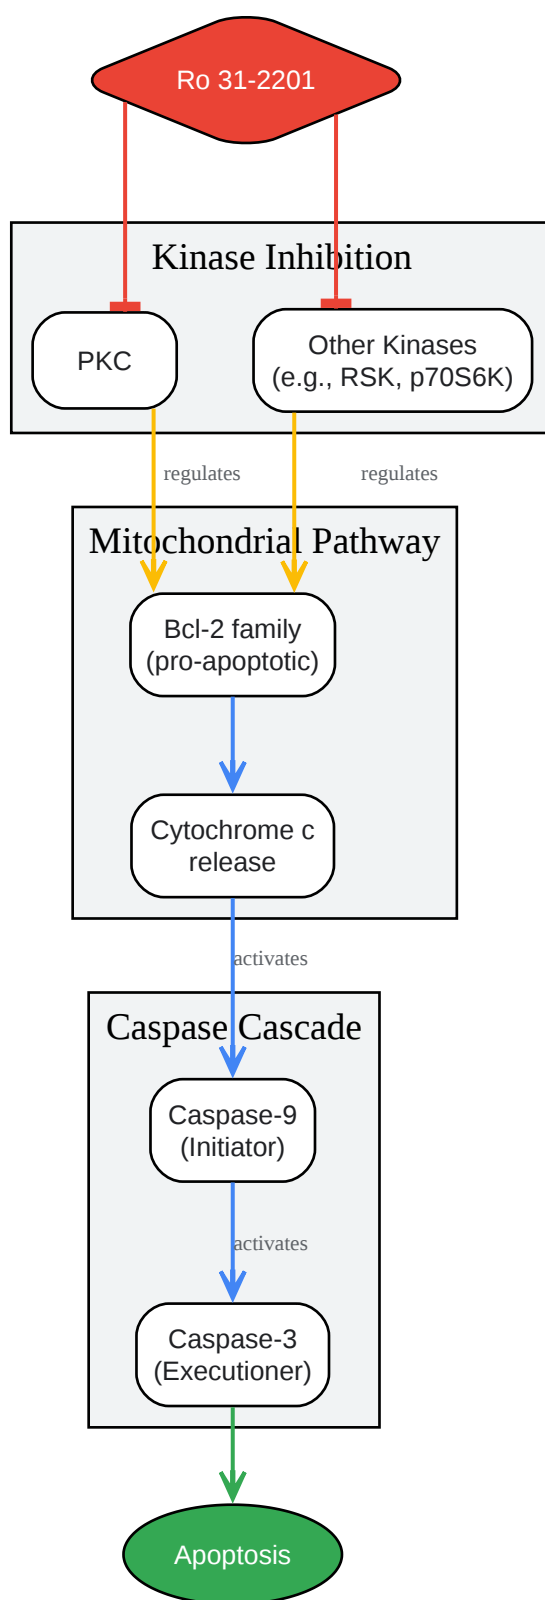 Ro 31-2201
Kinase Inhibition
PKC
Other Kinases
(e.g., RSK, p70S6K)
regulates
regulates
Mitochondrial Pathway
Bcl-2 family
(pro-apoptotic)
Cytochrome c
release
activates
Caspase Cascade
Caspase-9
(Initiator)
activates
Caspase-3
(Executioner)
Apoptosis